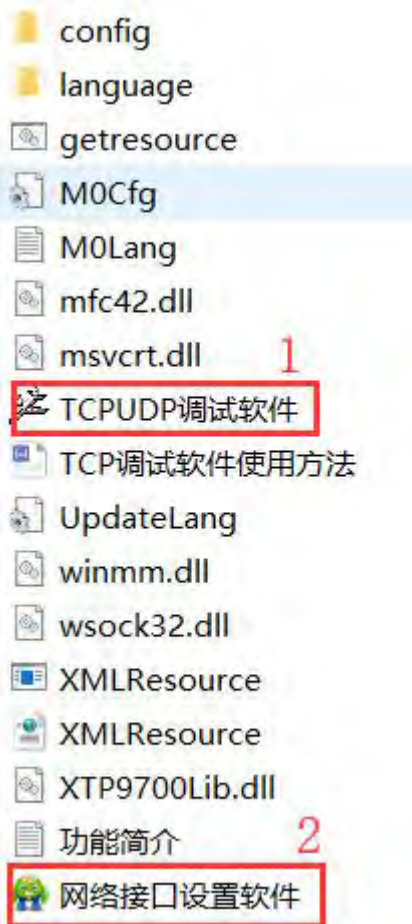 config
language
getresource
M0Cfg
M0Lang
mfc42.dll
msvcrt.dll
1
TCPUDP调试软件
TCP调试软件使用方法
UpdateLang
winmm.dll
wsock32.dll
XMLResource
XMLResource
XTP9700Lib.dll
功能简介
2
网络接口设置软件